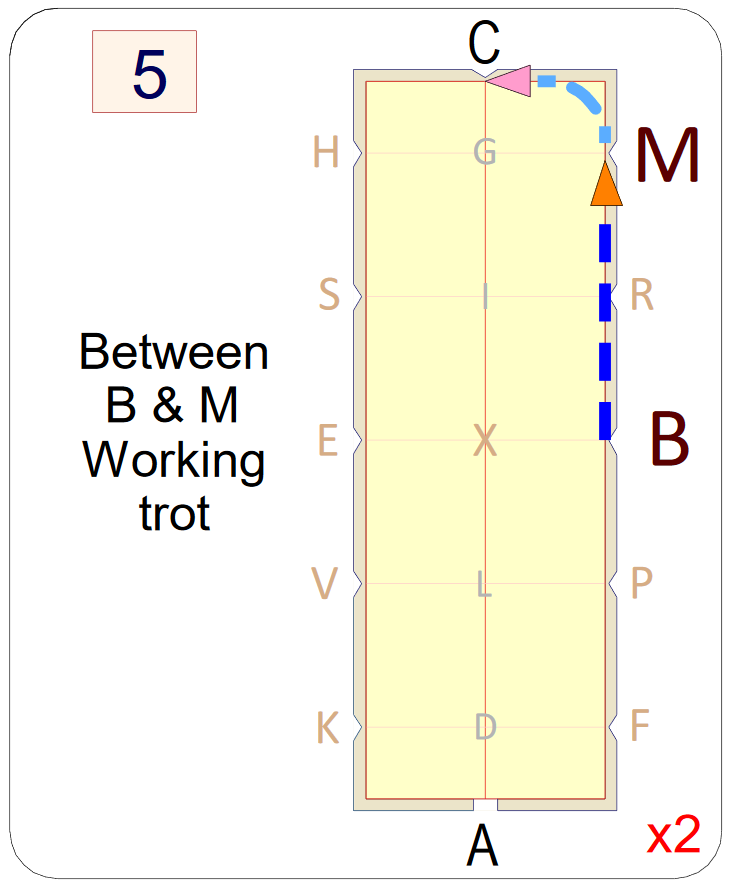 5
C
H G M
S I R
Between
B & M
Working
trot
E X B
V L P
K D F
A
x2